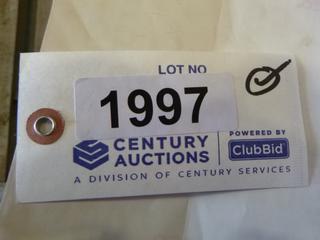 LOT NO
1997
CENTURY AUCTIONS
POWERED BY
ClubBid
A DIVISION OF CENTURY SERVICES